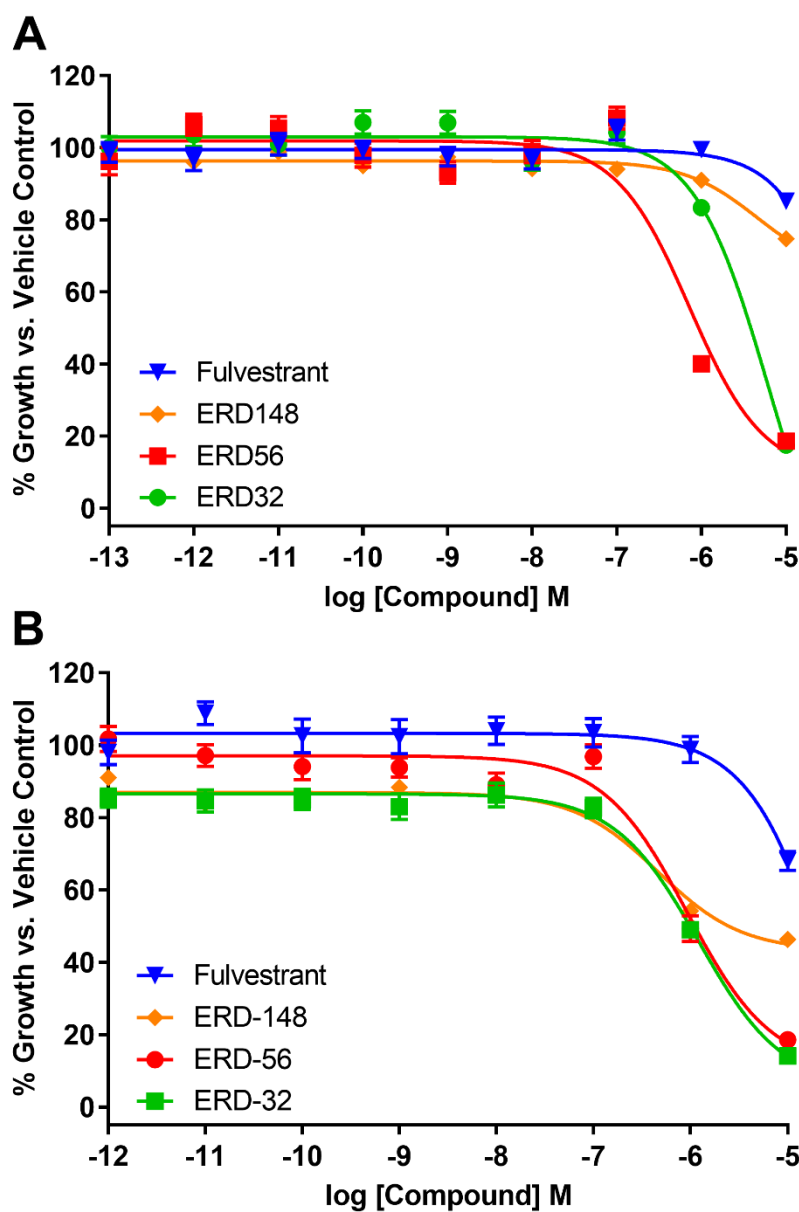 A
120
100
80
60
40
20
0
% Growth vs. Vehicle Control
Fulvestrant
ERD148
ERD56
ERD32
-13 -12 -11 -10 -9 -8 -7 -6 -5
log [Compound] M
B
120
100
80
60
40
20
0
% Growth vs. Vehicle Control
Fulvestrant
ERD-148
ERD-56
ERD-32
-12 -11 -10 -9 -8 -7 -6 -5
log [Compound] M